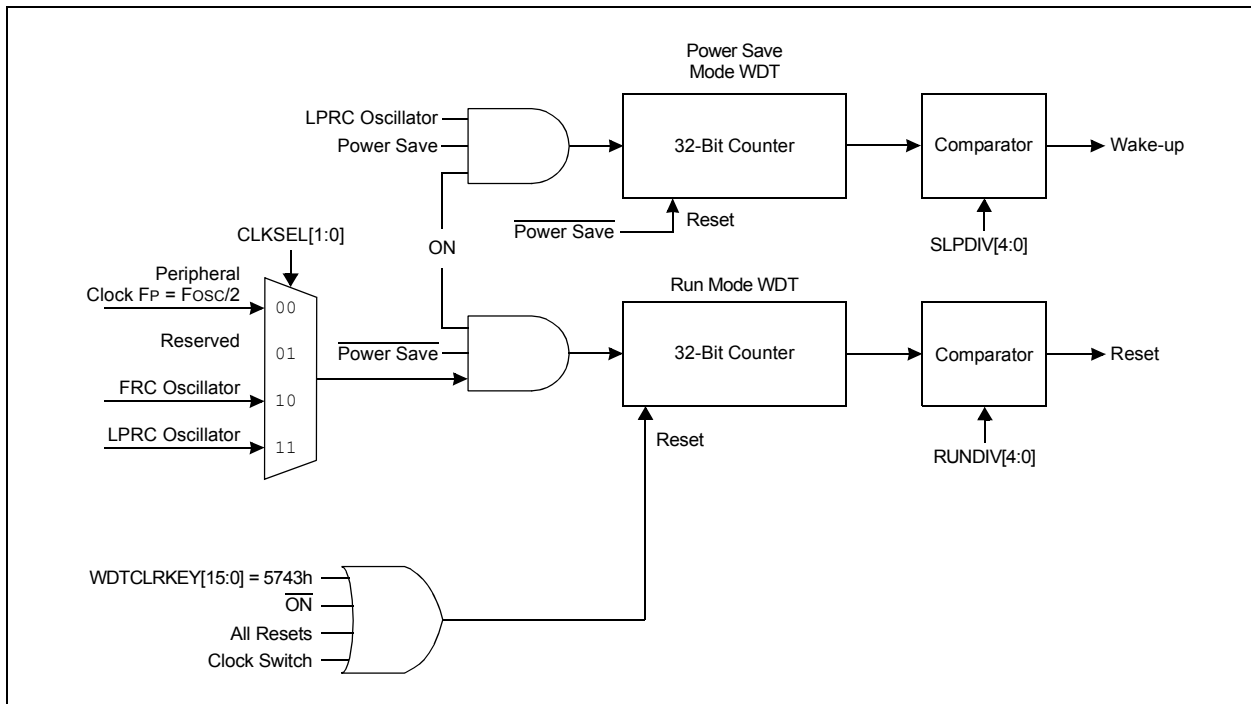 Power Save
Mode WDT
LPRC Oscillator
Power Save
32-Bit Counter
Comparator
Wake-up
Power Save
Reset
SLPDIV[4:0]
CLKSEL[1:0]
ON
Peripheral
Clock FP = FOSC/2
00
Reserved
01
FRC Oscillator
10
LPRC Oscillator
11
Run Mode WDT
Power Save
32-Bit Counter
Comparator
Reset
Reset
RUNDIV[4:0]
WDTCLRKEY[15:0] = 5743h
ON
All Resets
Clock Switch